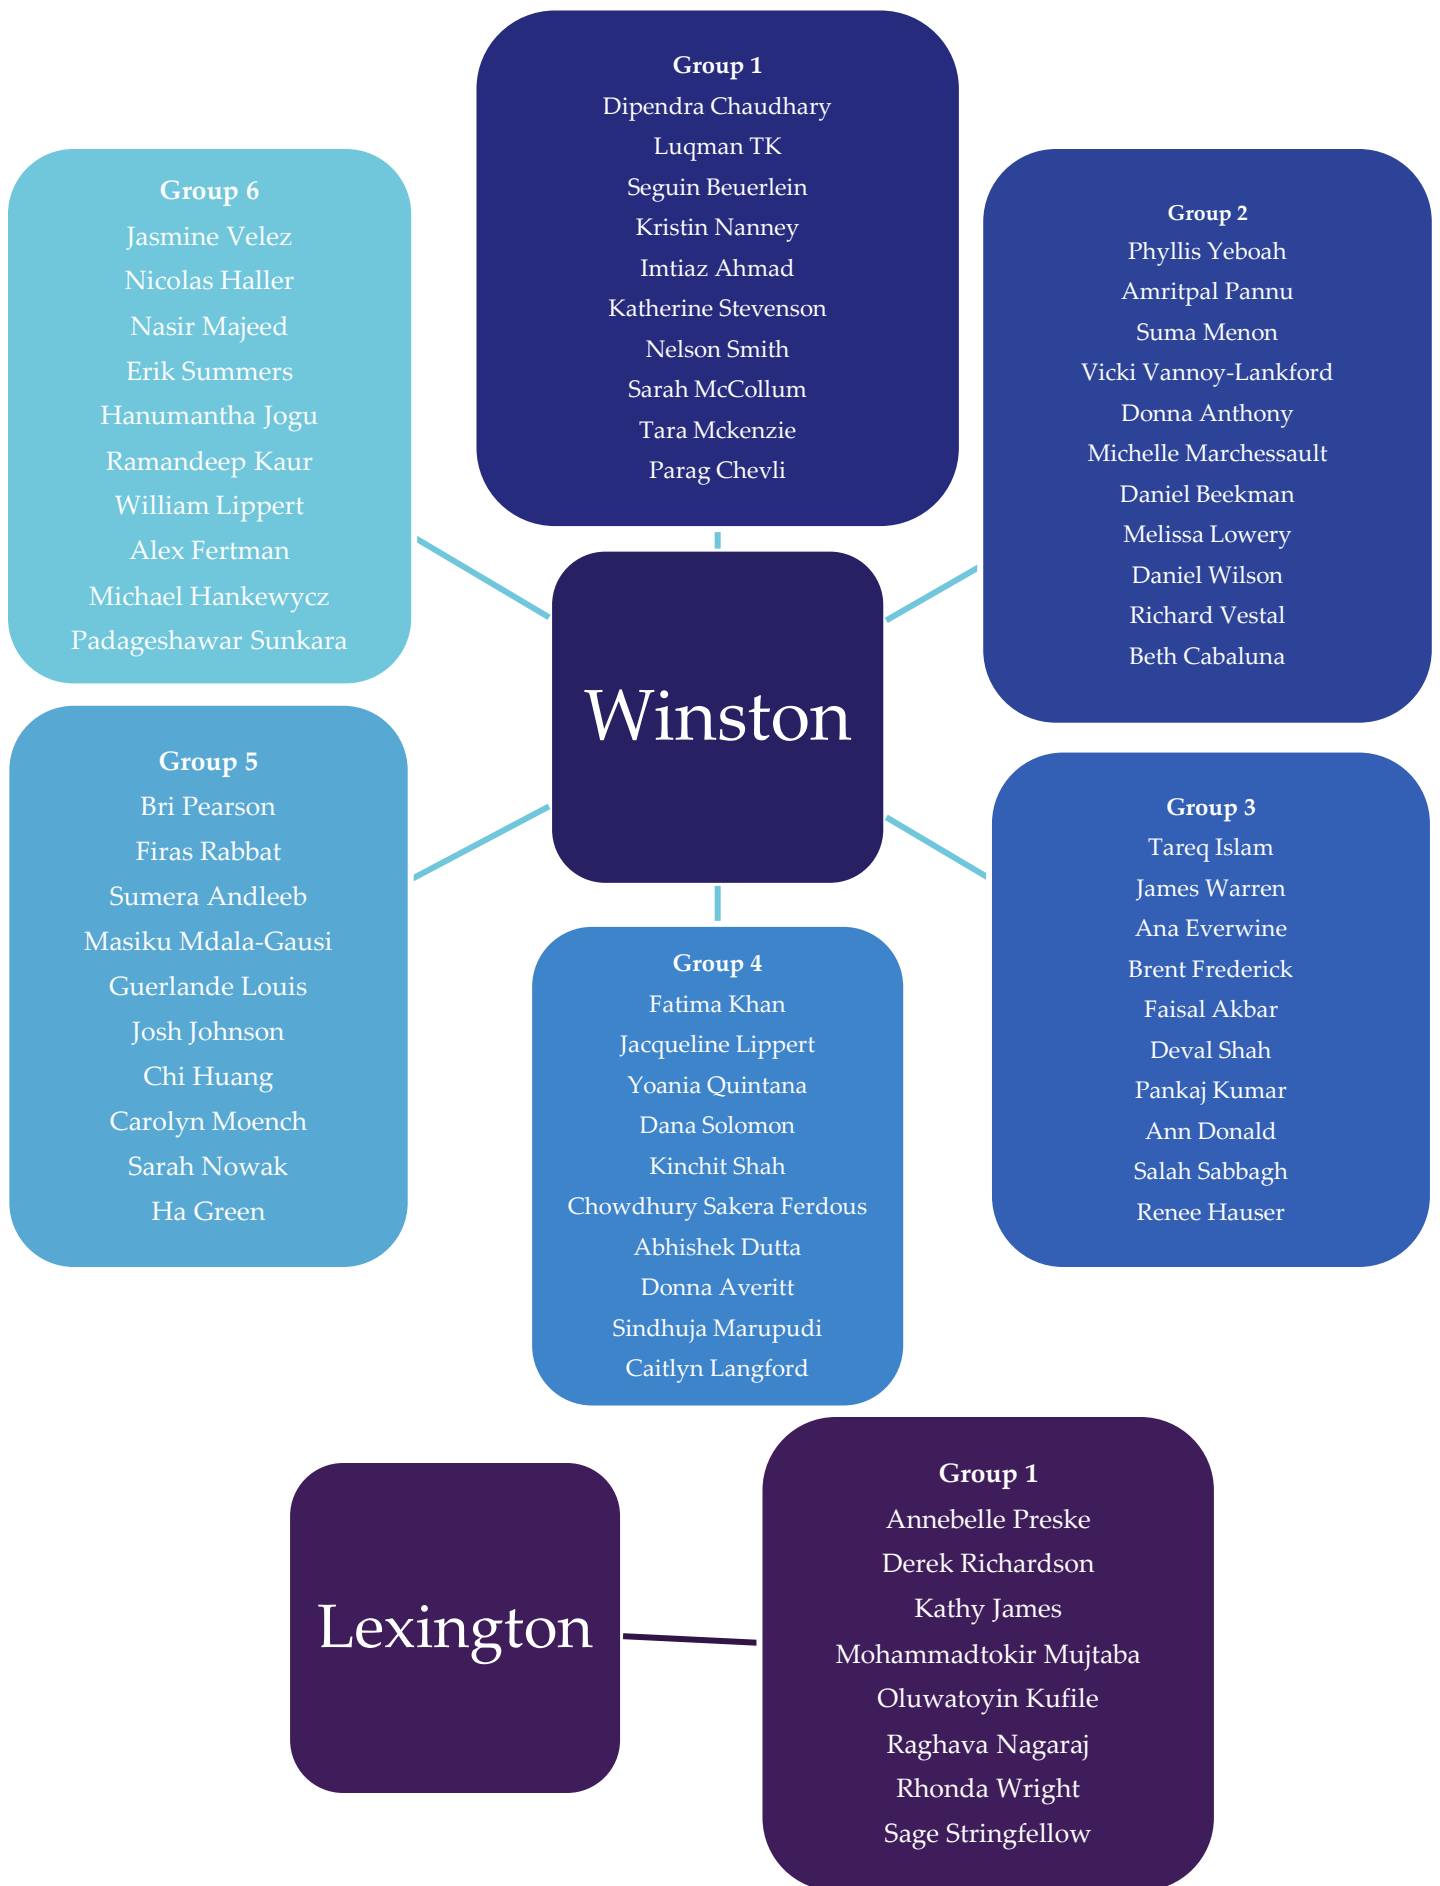 Group 1
Dipendra Chaudhary
Luqman TK
Seguin Beuerlein
Kristin Nanney
Imtiaz Ahmad
Katherine Stevenson
Nelson Smith
Sarah McCollum
Tara Mckenzie
Parag Chevli
Group 6
Jasmine Velez
Nicolas Haller
Nasir Majeed
Erik Summers
Hanumantha Jogu
Ramandeep Kaur
William Lippert
Alex Fertman
Michael Hankewycz
Padageshawar Sunkara
Group 2
Phyllis Yeboah
Amritpal Pannu
Suma Menon
Vicki Vannoy-Lankford
Donna Anthony
Michelle Marchessault
Daniel Beekman
Melissa Lowery
Daniel Wilson
Richard Vestal
Beth Cabaluna
Winston
Group 5
Bri Pearson
Firas Rabbat
Sumera Andleeb
Masiku Mdala-Gausi
Guerlande Louis
Josh Johnson
Chi Huang
Carolyn Moench
Sarah Nowak
Ha Green
Group 3
Tareq Islam
James Warren
Ana Everwine
Brent Frederick
Faisal Akbar
Deval Shah
Pankaj Kumar
Ann Donald
Salah Sabbagh
Renee Hauser
Group 4
Fatima Khan
Jacqueline Lippert
Yoania Quintana
Dana Solomon
Kinchit Shah
Chowdhury Sakera Ferdous
Abhishek Dutta
Donna Averitt
Sindhuja Marupudi
Caitlyn Langford
Lexington
Group 1
Annebelle Preske
Derek Richardson
Kathy James
Mohammadtokir Mujtaba
Oluwatoyin Kufile
Raghava Nagaraj
Rhonda Wright
Sage Stringfellow